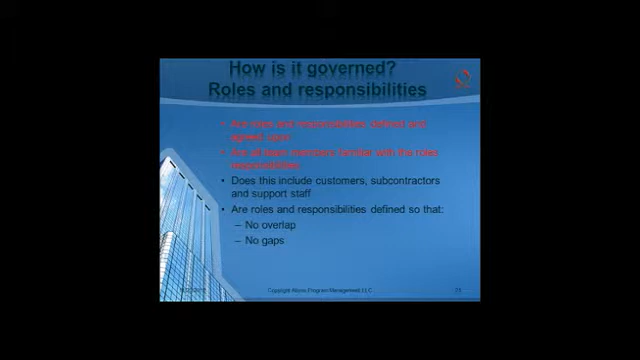 How is it governed?
Roles and responsibilities
• Are roles and responsibilities defined and
agreed upon
• Are all team members familiar with the roles
responsibilities
• Does this include customers, subcontractors
and support staff
• Are roles and responsibilities defined so that:
– No overlap
– No gaps
Copyright Program Management, LLC